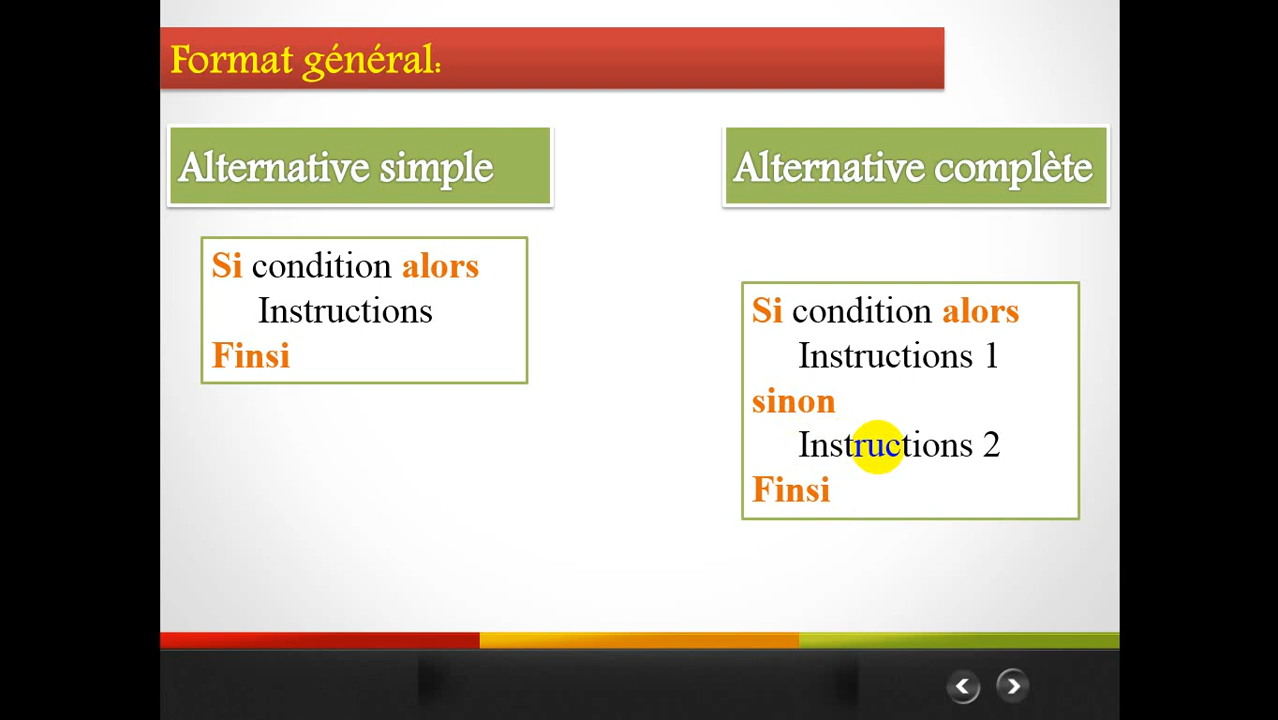 Format général:
Alternative simple
Si condition alors
Instructions
Finsi
Alternative complète
Si condition alors
Instructions 1
sinon
Instructions 2
Finsi